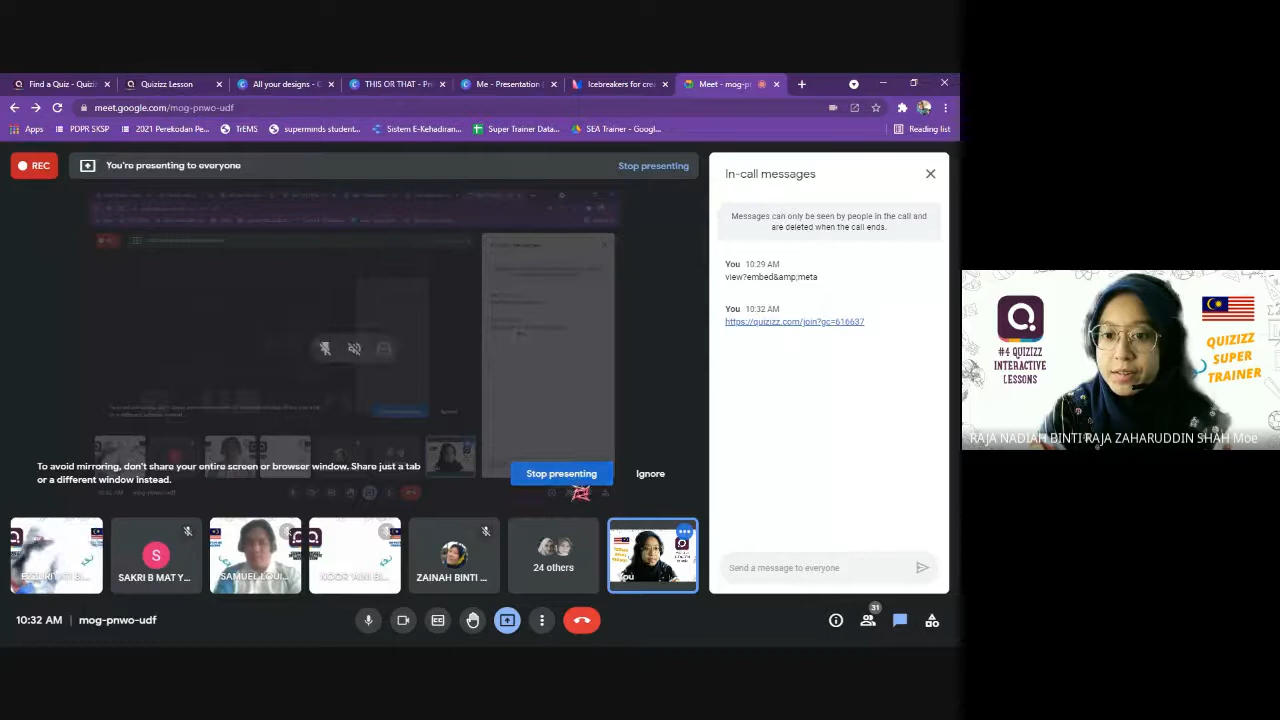 Find a Quiz - Quiziz
Quizizz Lesson
All your designs - C
THIS OR THAT - Pre
Me - Presentation (
Icebreakers for crea
Meet - mog-pn
meet.google.com/mog-pnwo-udf
Apps
PDPR SKSP
2021 Perekodan Pe...
TrEMS
superminds student...
Sistem E-Kehadiran...
Super Trainer Data...
SEA Trainer - Googl...
Reading list
REC
You're presenting to everyone
Stop presenting
In-call messages
Messages can only be seen by people in the call and
are deleted when the call ends.
You 10:29 AM
view?embed&amp;meta
You 10:32 AM
https://quizizz.com/join?gc=616637
To avoid mirroring, don't share your entire screen or browser window. Share just a tab
or a different window instead.
Stop presenting
Ignore
S
SAKRI B MAT Y...
SAMUEL LOUI...
ZAINAH BINTI ...
24 others
You
Send a message to everyone
10:32 AM | mog-pnwo-udf
31
#4 QUIZIZZ
INTERACTIVE
LESSONS
QUIZIZZ
SUPER
TRAINER
RAJA NADIAH BINTI RAJA ZAHARUDDIN SHAH Moe